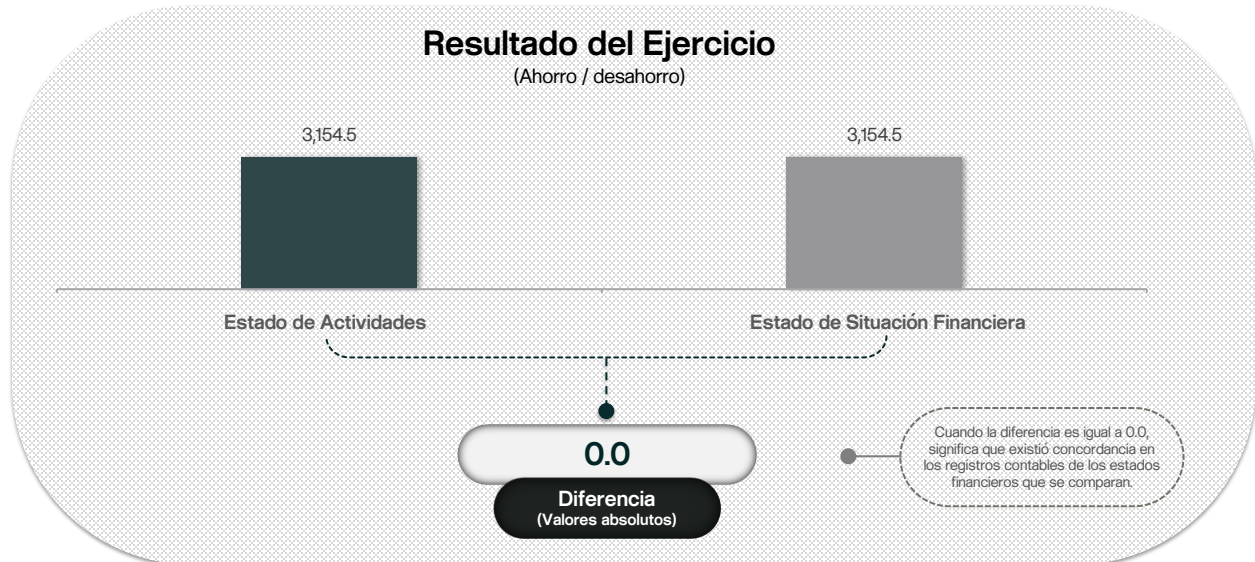 Resultado del Ejercicio
(Ahorro / desahorro)
3,154.5
3,154.5
Estado de Actividades
Estado de Situación Financiera
0.0
Diferencia
(Valores absolutos)
Cuando la diferencia es igual a 0.0,
significa que existió concordancia en
los registros contables de los estados
financieros que se comparan.